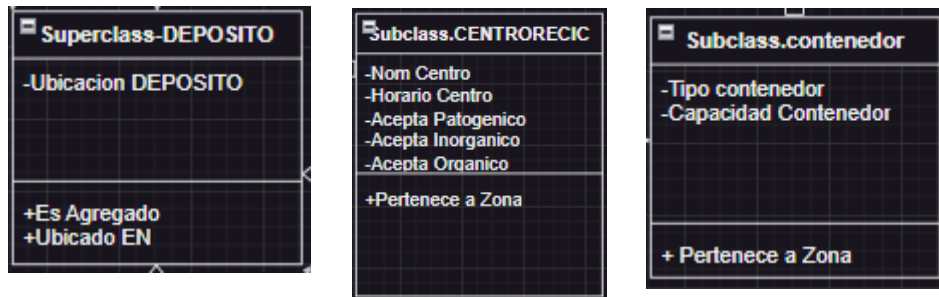 Superclass-DEPOSITO
-Ubicacion DEPOSITO
+Es Agregado
+Ubicado EN
Subclass.CENTRORECIC
-Nom Centro
-Horario Centro
-Acepta Patogenico
-Acepta Inorganico
-Acepta Organico
+Pertenece a Zona
Subclass.contenedor
-Tipo contenedor
-Capacidad Contenedor
+ Pertenece a Zona